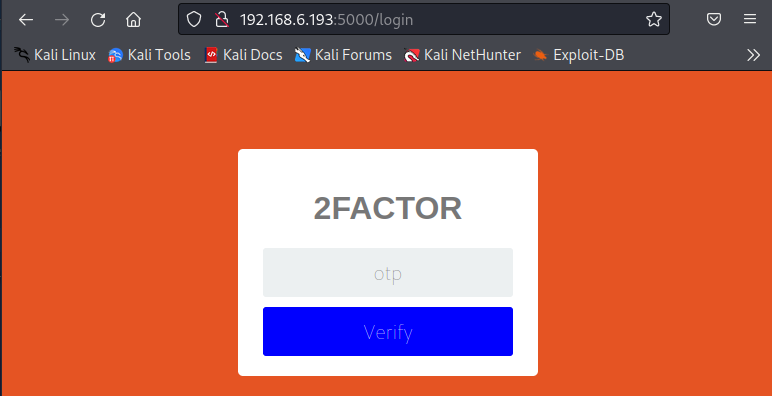 192.168.6.193:5000/login
Kali Linux Kali Tools Kali Docs Kali Forums Kali NetHunter Exploit-DB
2FACTOR
otp
Verify